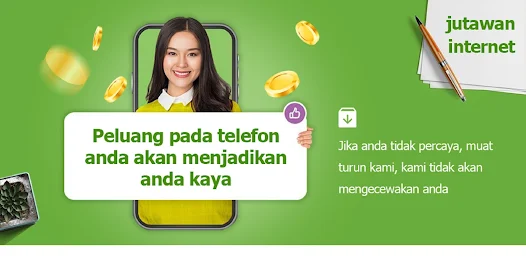 jutawan
internet
Peluang pada telefon
anda akan menjadikan
anda kaya
Jika anda tidak percaya, muat
turun kami, kami tidak akan
mengecewakan anda